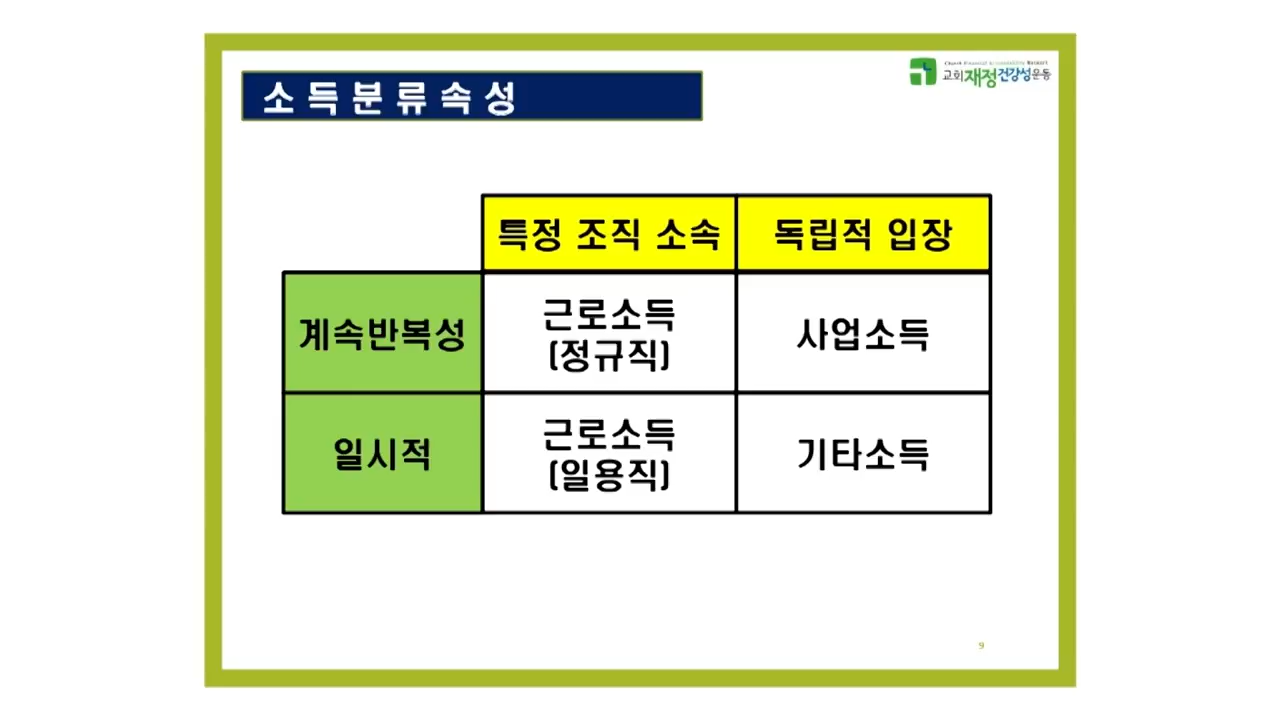 소득분류속성
교회재정건강성운동
특정 조직 소속 독립적 입장
계속반복성
근로소득
(정규직)
사업소득
일시적
근로소득
(일용직)
기타소득
9